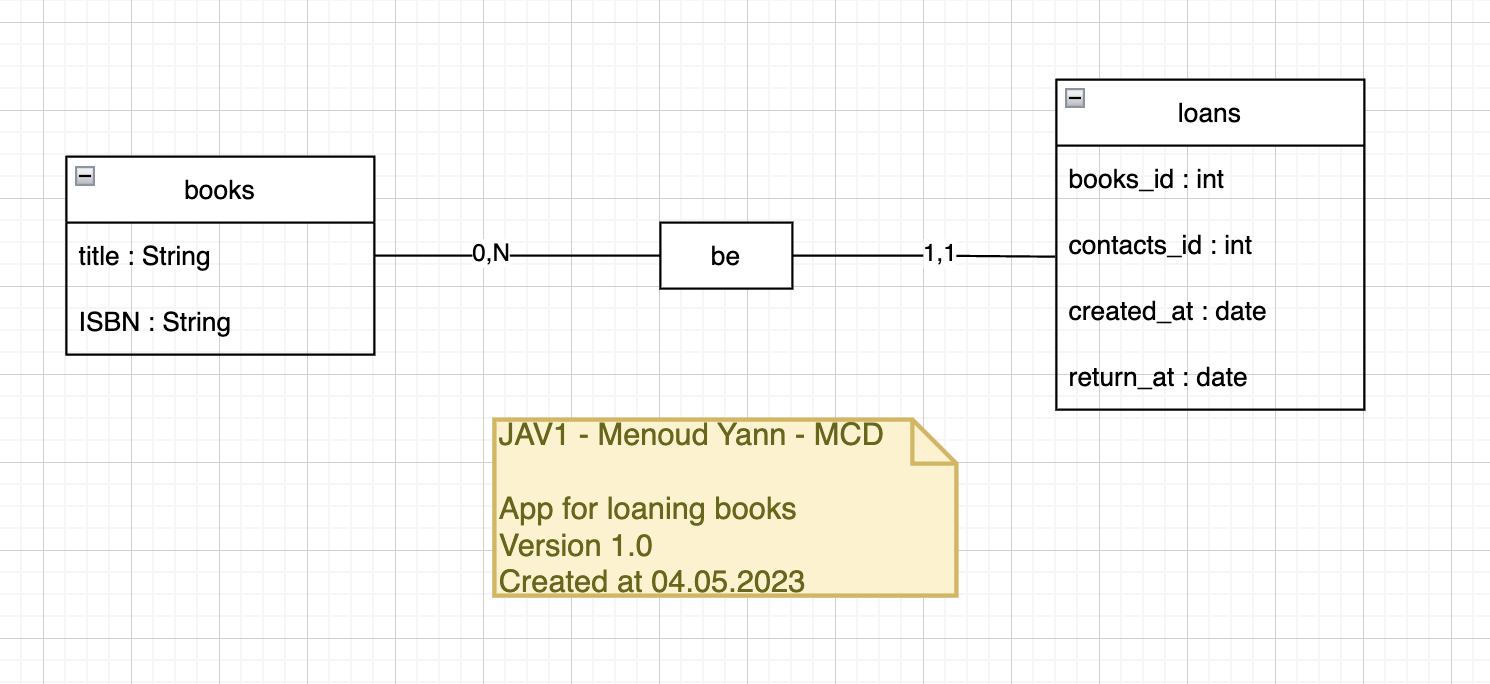 books
title : String
ISBN : String
0,N
be
1,1
loans
books_id : int
contacts_id : int
created_at : date
return_at : date
JAV1 - Menoud Yann - MCD
App for loaning books
Version 1.0
Created at 04.05.2023